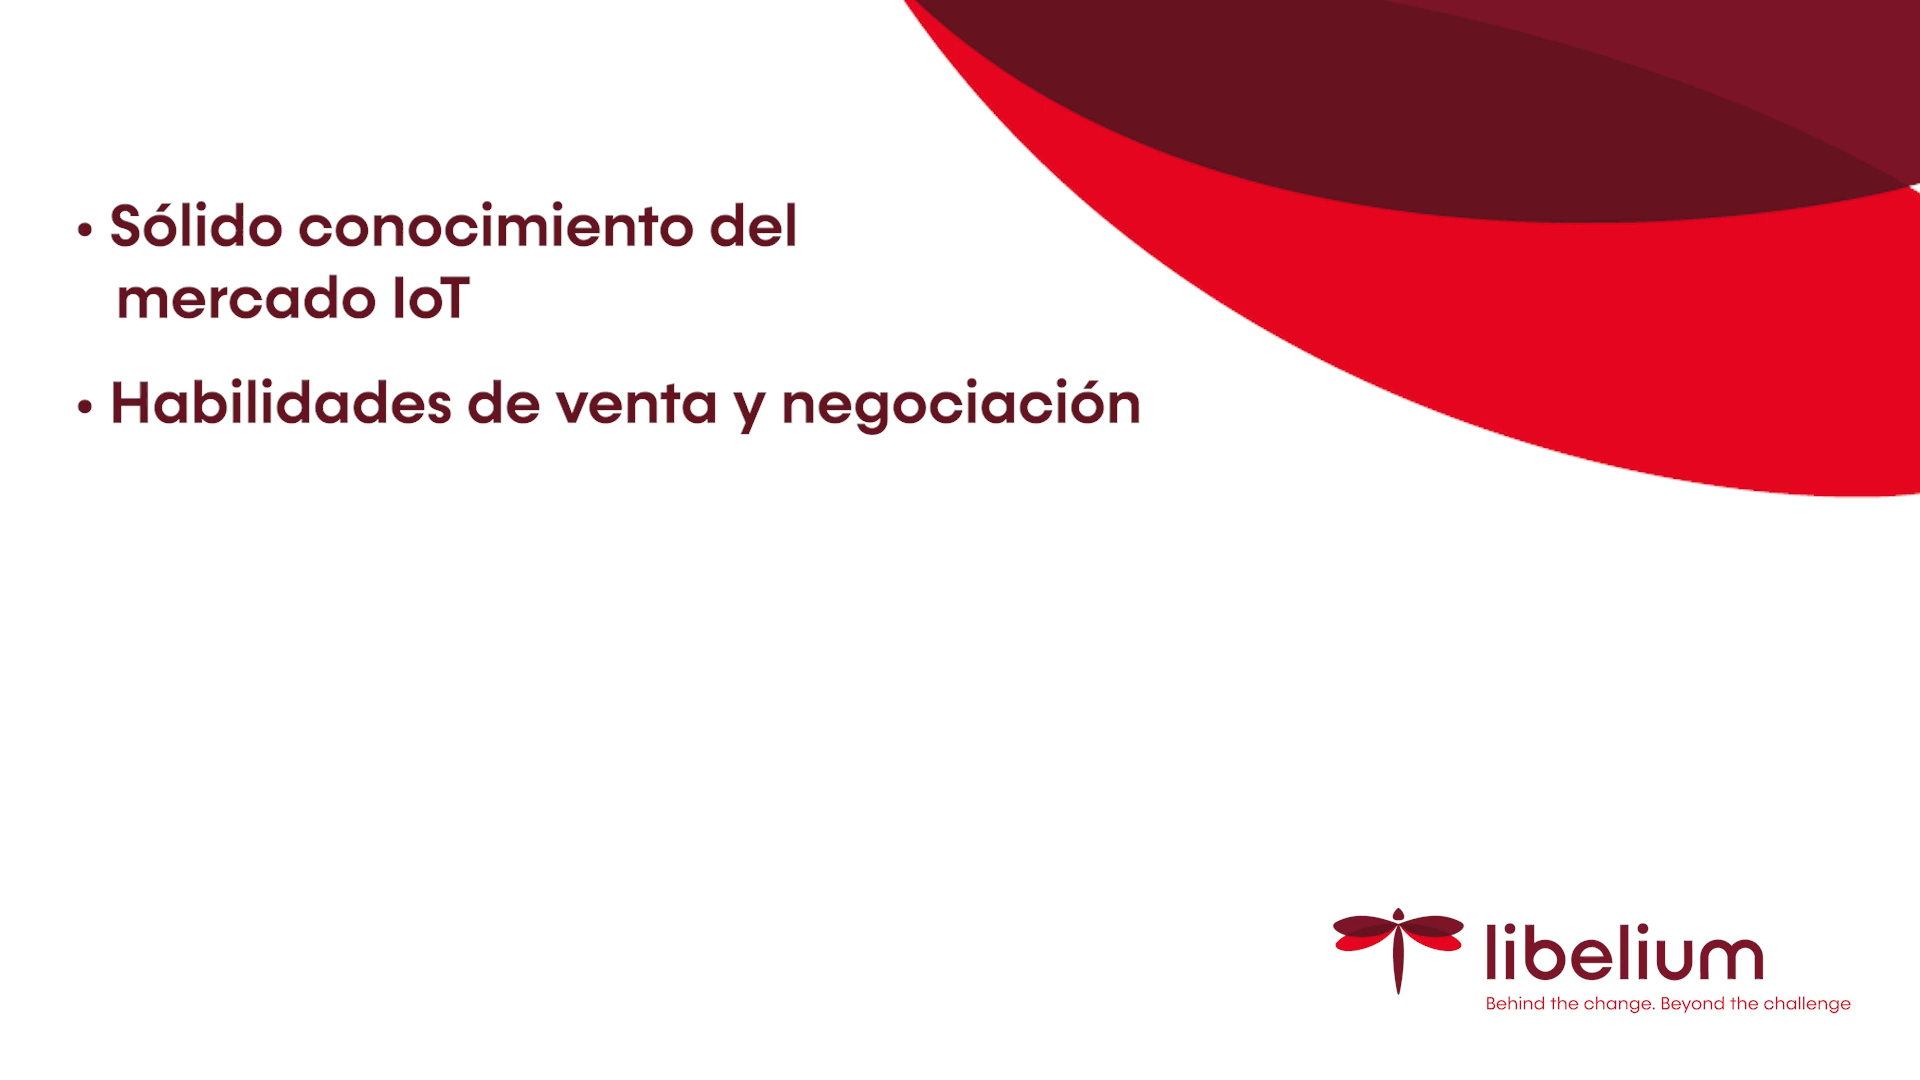 • Sólido conocimiento del
mercado IoT
• Habilidades de venta y negociación
libelium
Behind the change. Beyond the challenge